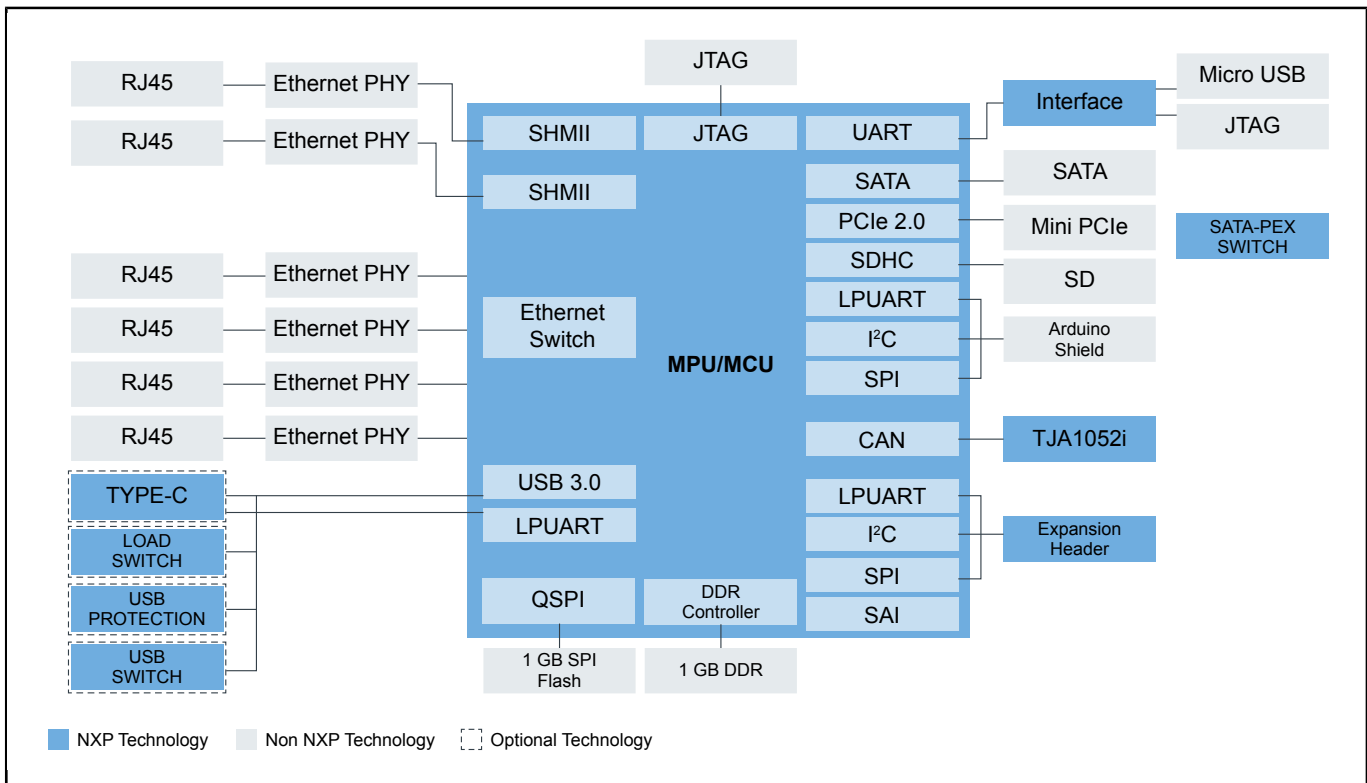 JTAG
RJ45
Ethernet PHY
RJ45
Ethernet PHY
RJ45
Ethernet PHY
RJ45
Ethernet PHY
RJ45
Ethernet PHY
RJ45
Ethernet PHY
TYPE-C
LOAD
SWITCH
USB
PROTECTION
USB
SWITCH
SHMII
JTAG
UART
SHMII
SATA
PCIe 2.0
SDHC
LPUART
I²C
SPI
Ethernet
Switch
MPU/MCU
CAN
USB 3.0
LPUART
LPUART
I²C
SPI
SAI
QSPI
DDR
Controller
1 GB SPI
Flash
1 GB DDR
Interface
Micro USB
JTAG
SATA
Mini PCIe
SATA-PEX
SWITCH
SD
Arduino
Shield
TJA1052i
Expansion
Header
NXP Technology
Non NXP Technology
Optional Technology